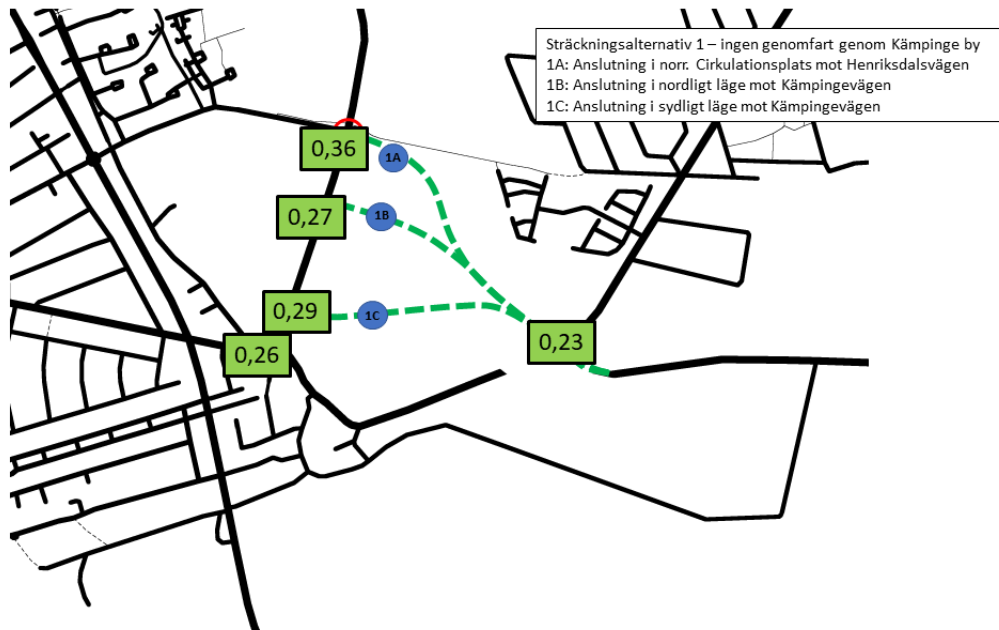 Sträckningsalternativ 1 – ingen genomfart genom Kämpinge by
1A: Anslutning i norr. Cirkulationsplats mot Henriksdalsvägen
1B: Anslutning i nordligt läge mot Kämpingevägen
1C: Anslutning i sydligt läge mot Kämpingevägen
0,36
1A
0,27
1B
0,29
1C
0,26
0,23